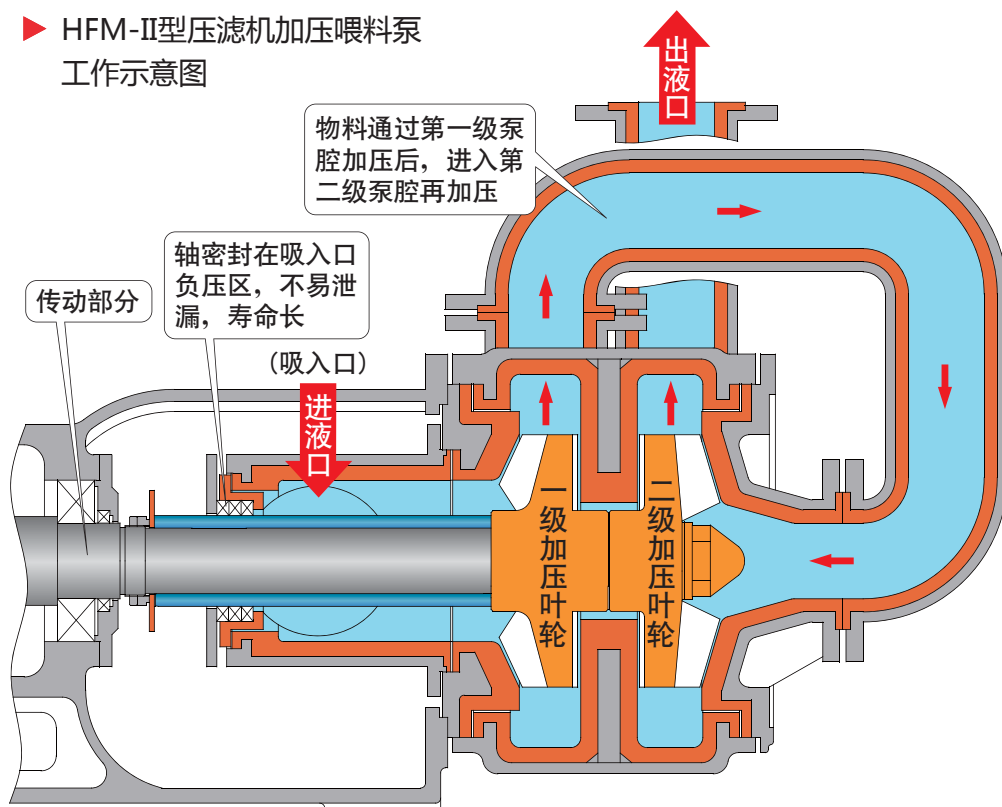 HFM-II型压滤机加压喂料泵
工作示意图
出液口
物料通过第一级泵
腔加压后，进入第
二级泵腔再加压
轴密封在吸入口
负压区，不易泄
漏，寿命长
传动部分
（吸入口）
进液口
一级加压叶轮
二级加压叶轮